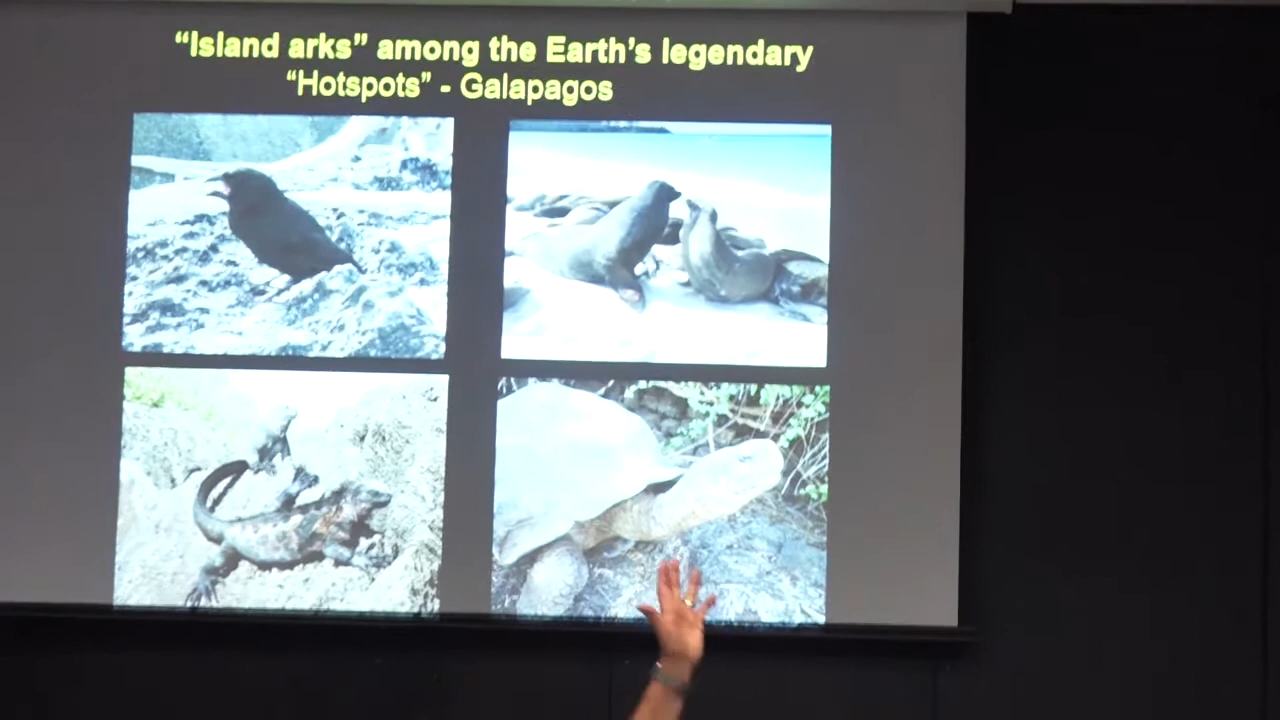 “Island arks” among the Earth’s legendary
“Hotspots” - Galapagos